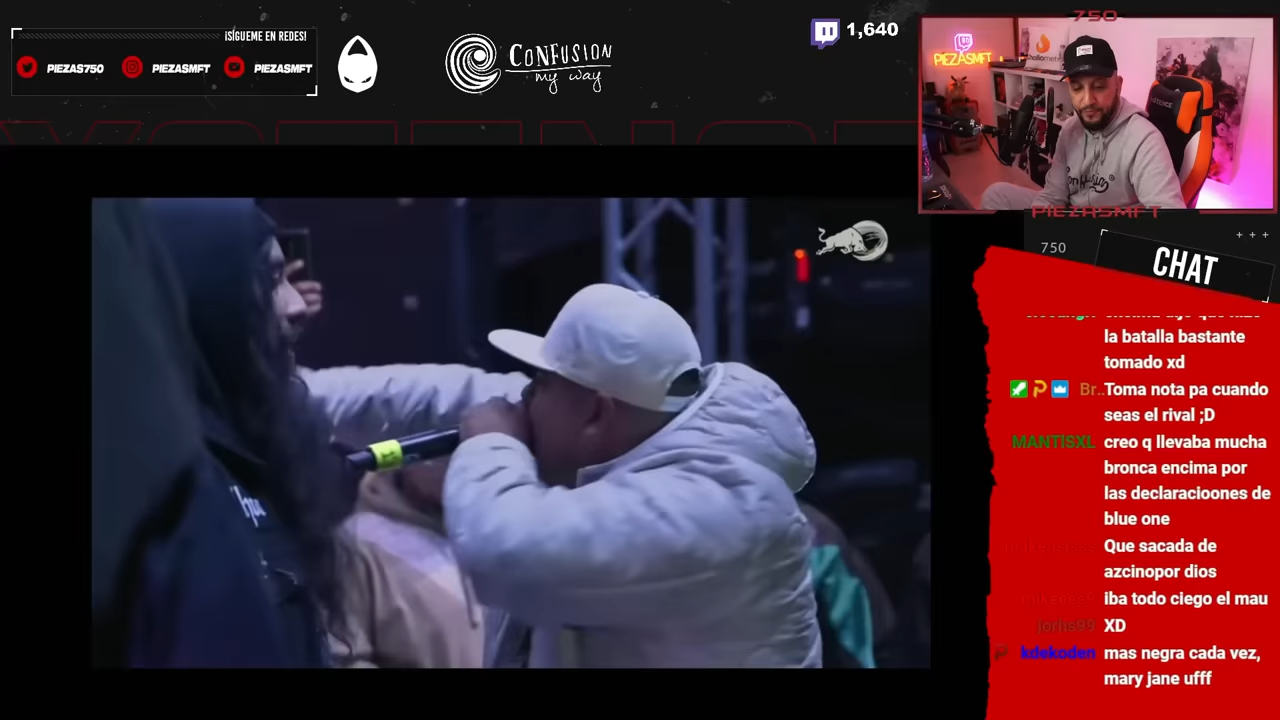 ¡SÍGUEME EN REDES!
PIEZAS750 PIEZASMFT PIEZASMFT
CONFUSION
my way
1,640
750
PIEZASMFT
PIEZASMFT
750
CHAT
la batalla bastante
tomado xd
Br.. Toma nota pa cuando
seas el rival ;D
MANTISXL creo q llevaba mucha
bronca encima por
las declaracioones de
blue one
Que sacada de
azcinopor dios
iba todo ciego el mau
jorhs99 XD
kdekoden mas negra cada vez,
mary jane ufff